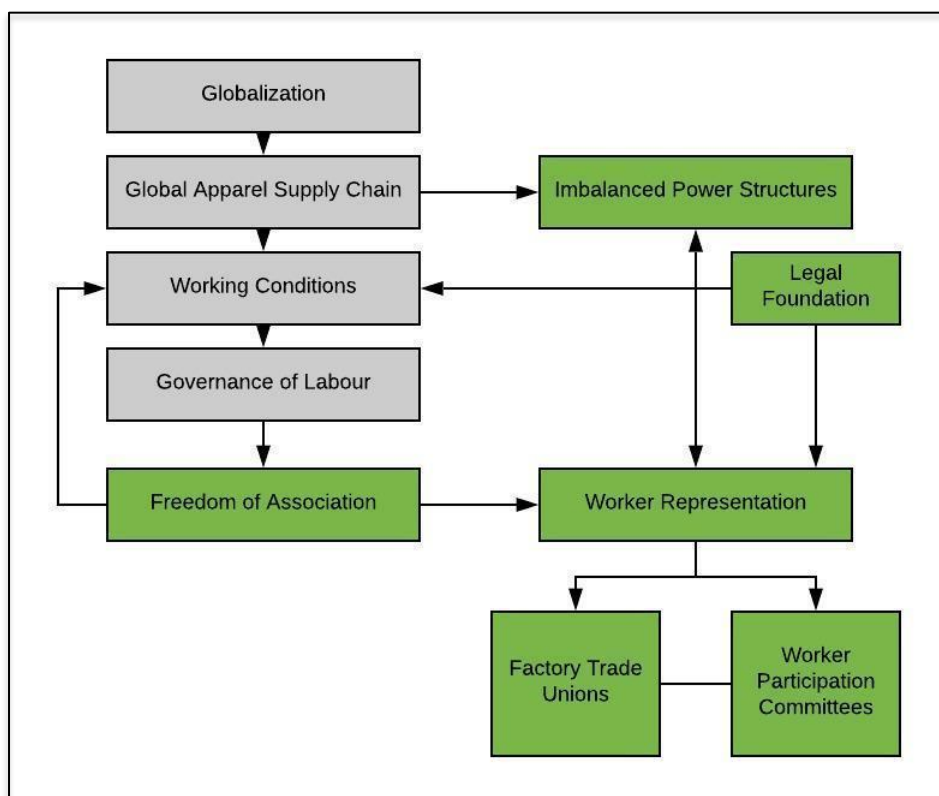 Globalization
Global Apparel Supply Chain
Imbalanced Power Structures
Working Conditions
Legal
Foundation
Governance of Labour
Freedom of Association
Worker Representation
Factory Trade
Unions
Worker
Participation
Committees